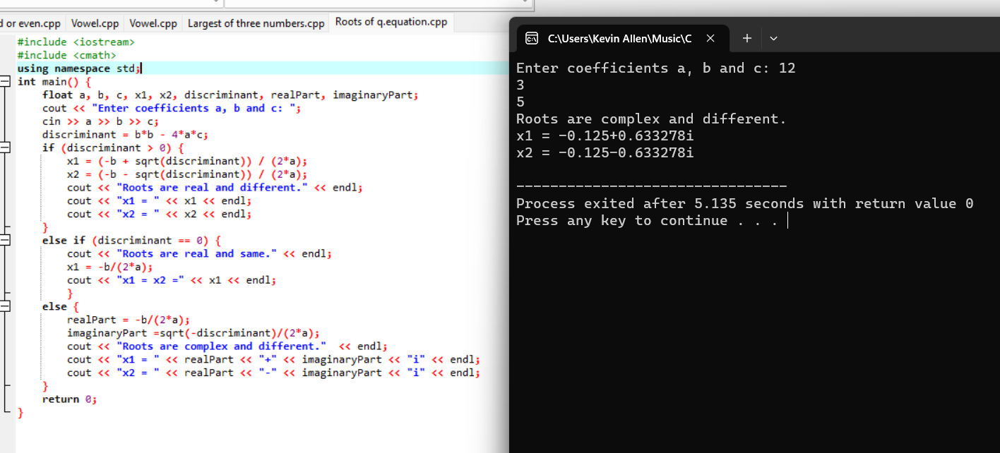 d or even.cpp Vowel.cpp Vowel.cpp Largest of three numbers.cpp Roots of q.equation.cpp
#include <iostream>
#include <cmath>
using namespace std;
int main() {
float a, b, c, x1, x2, discriminant, realPart, imaginaryPart;
cout << "Enter coefficients a, b and c: ";
cin >> a >> b >> c;
discriminant = b*b - 4*a*c;
if (discriminant > 0) {
x1 = (-b + sqrt(discriminant)) / (2*a);
x2 = (-b - sqrt(discriminant)) / (2*a);
cout << "Roots are real and different." << endl;
cout << "x1 = " << x1 << endl;
cout << "x2 = " << x2 << endl;
}
else if (discriminant == 0) {
cout << "Roots are real and same." << endl;
x1 = -b/(2*a);
cout << "x1 = x2 =" << x1 << endl;
}
else {
realPart = -b/(2*a);
imaginaryPart =sqrt(-discriminant)/(2*a);
cout << "Roots are complex and different."  << endl;
cout << "x1 = " << realPart << "+" << imaginaryPart << "i" << endl;
cout << "x2 = " << realPart << "-" << imaginaryPart << "i" << endl;
}
return 0;
}
C:\Users\Kevin Allen\Music\C
Enter coefficients a, b and c: 12
3
5
Roots are complex and different.
x1 = -0.125+0.633278i
x2 = -0.125-0.633278i
--------------------------------
Process exited after 5.135 seconds with return value 0
Press any key to continue . . .